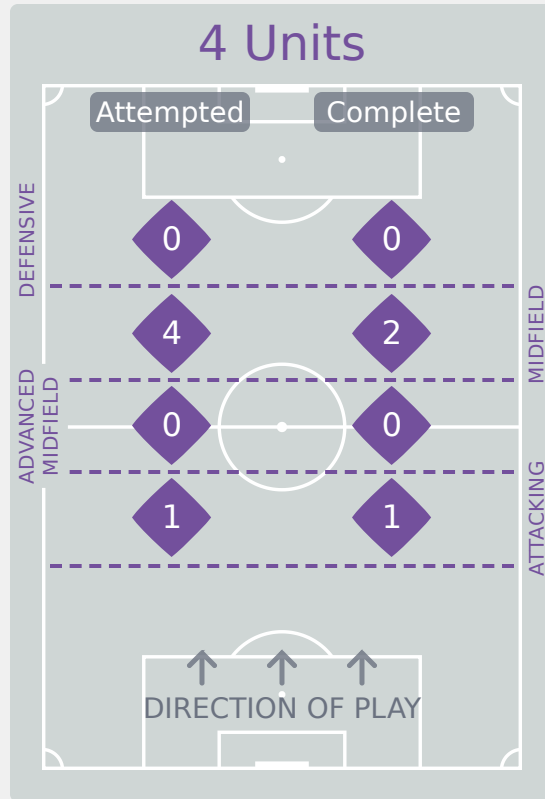 4 Units
Attempted Complete
DEFENSIVE
0 0
MIDFIELD
4 2
ADVANCED
MIDFIELD
0 0
ATTACKING
1 1
DIRECTION OF PLAY